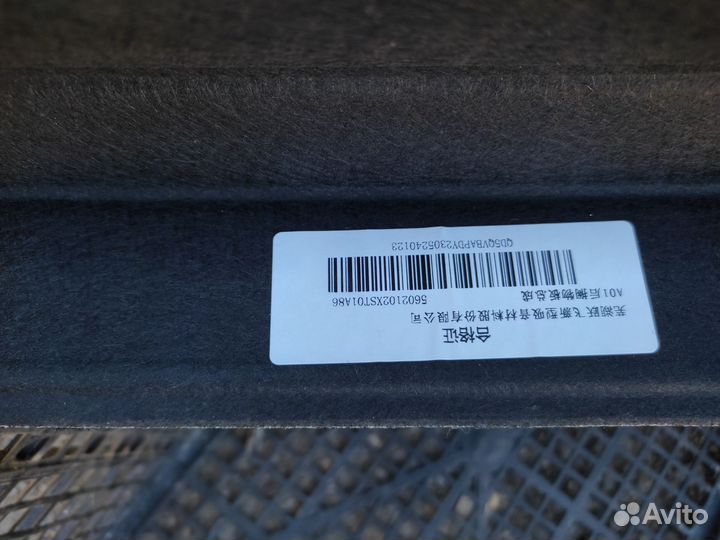 合格证
芜湖跃飞新型吸音材料股份有限公司
A01后搁物板总成
5602102XST01A86
QD5QVBAPDY2305240123
Avito